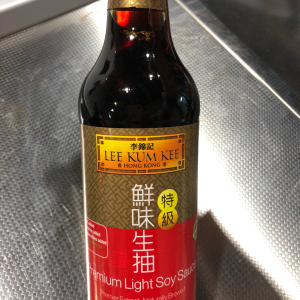 李錦記
LEE KUM KEE
HONG KONG
特級
鮮味生抽
Premium Light Soy Sauce